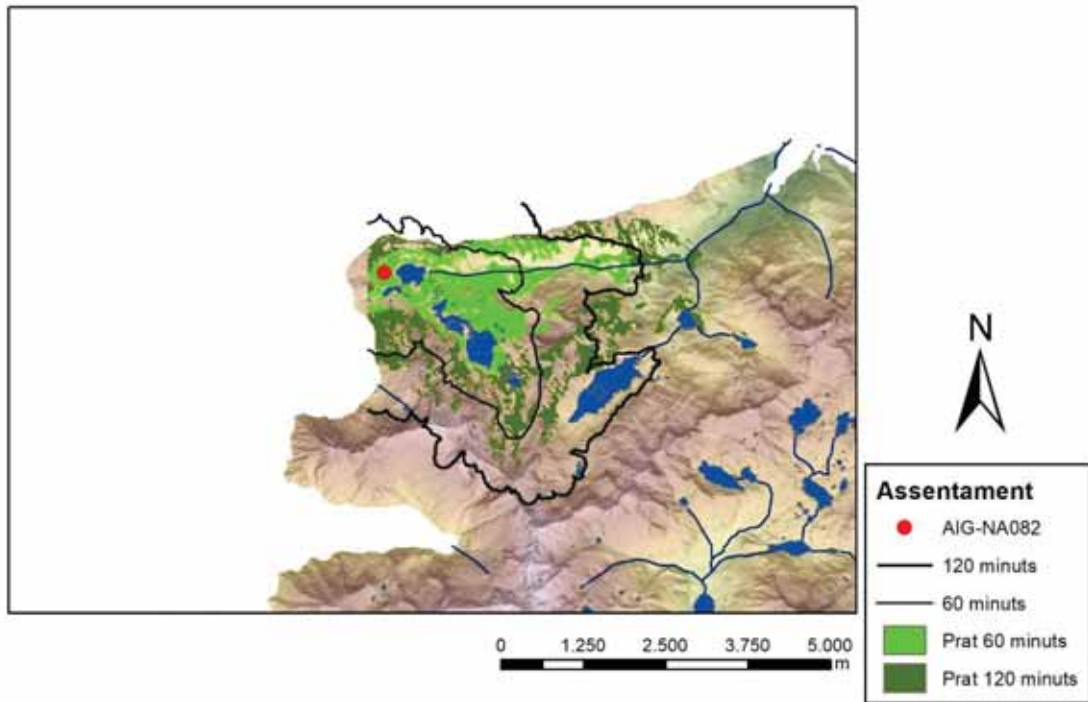 N
Assentament
AIG-NA082
120 minuts
60 minuts
Prat 60 minuts
Prat 120 minuts
0 1.250 2.500 3.750 5.000
m